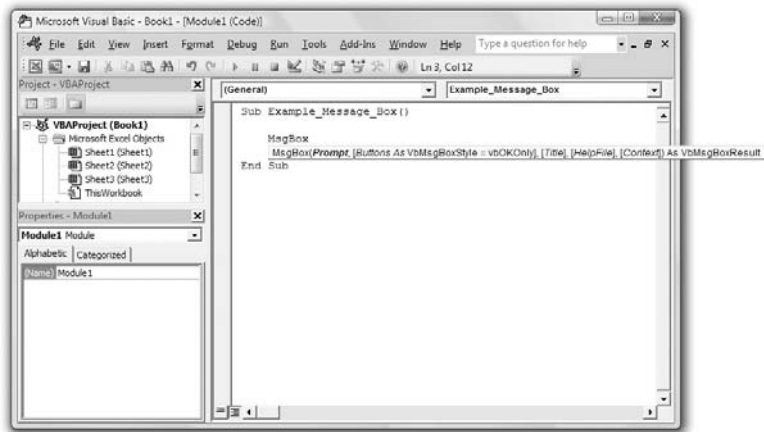 Microsoft Visual Basic - Book1 - [Module1 (Code)]
File Edit View Insert Format Debug Run Tools Add-Ins Window Help Type a question for help
Ln 3, Col 12
Project - VBAProject
(General) Example_Message_Box
VBAProject (Book1)
Microsoft Excel Objects
Sheet1 (Sheet1)
Sheet2 (Sheet2)
Sheet3 (Sheet3)
ThisWorkbook
Sub Example_Message_Box()
MsgBox
MsgBox(Prompt, [Buttons As VbMsgBoxStyle = vbOKOnly], [Title], [HelpFile], [Context]) As VbMsgBoxResult
End Sub
Properties - Module1
Module1 Module
Alphabetic Categorized
(Name) Module1